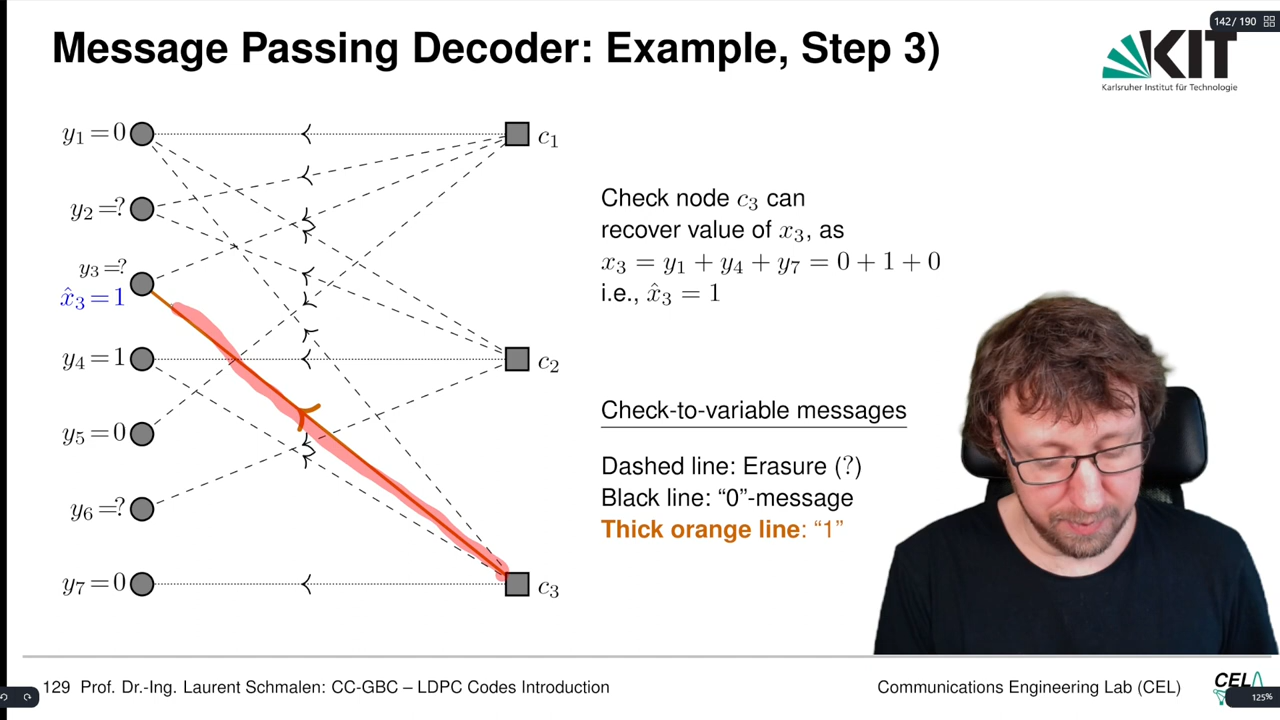 142 / 190
Message Passing Decoder: Example, Step 3)
KIT
Karlsruher Institut für Technologie
y₁ = 0
c₁
y₂ = ?
y₃ = ?
x̂₃ = 1
y₄ = 1
c₂
y₅ = 0
y₆ = ?
y₇ = 0
c₃
Check node c₃ can
recover value of x₃, as
x₃ = y₁ + y₄ + y₇ = 0 + 1 + 0
i.e., x̂₃ = 1
Check-to-variable messages
Dashed line: Erasure (?)
Black line: “0”-message
Thick orange line: “1”
129 Prof. Dr.-Ing. Laurent Schmalen: CC-GBC – LDPC Codes Introduction
Communications Engineering Lab (CEL)
CEL
125%